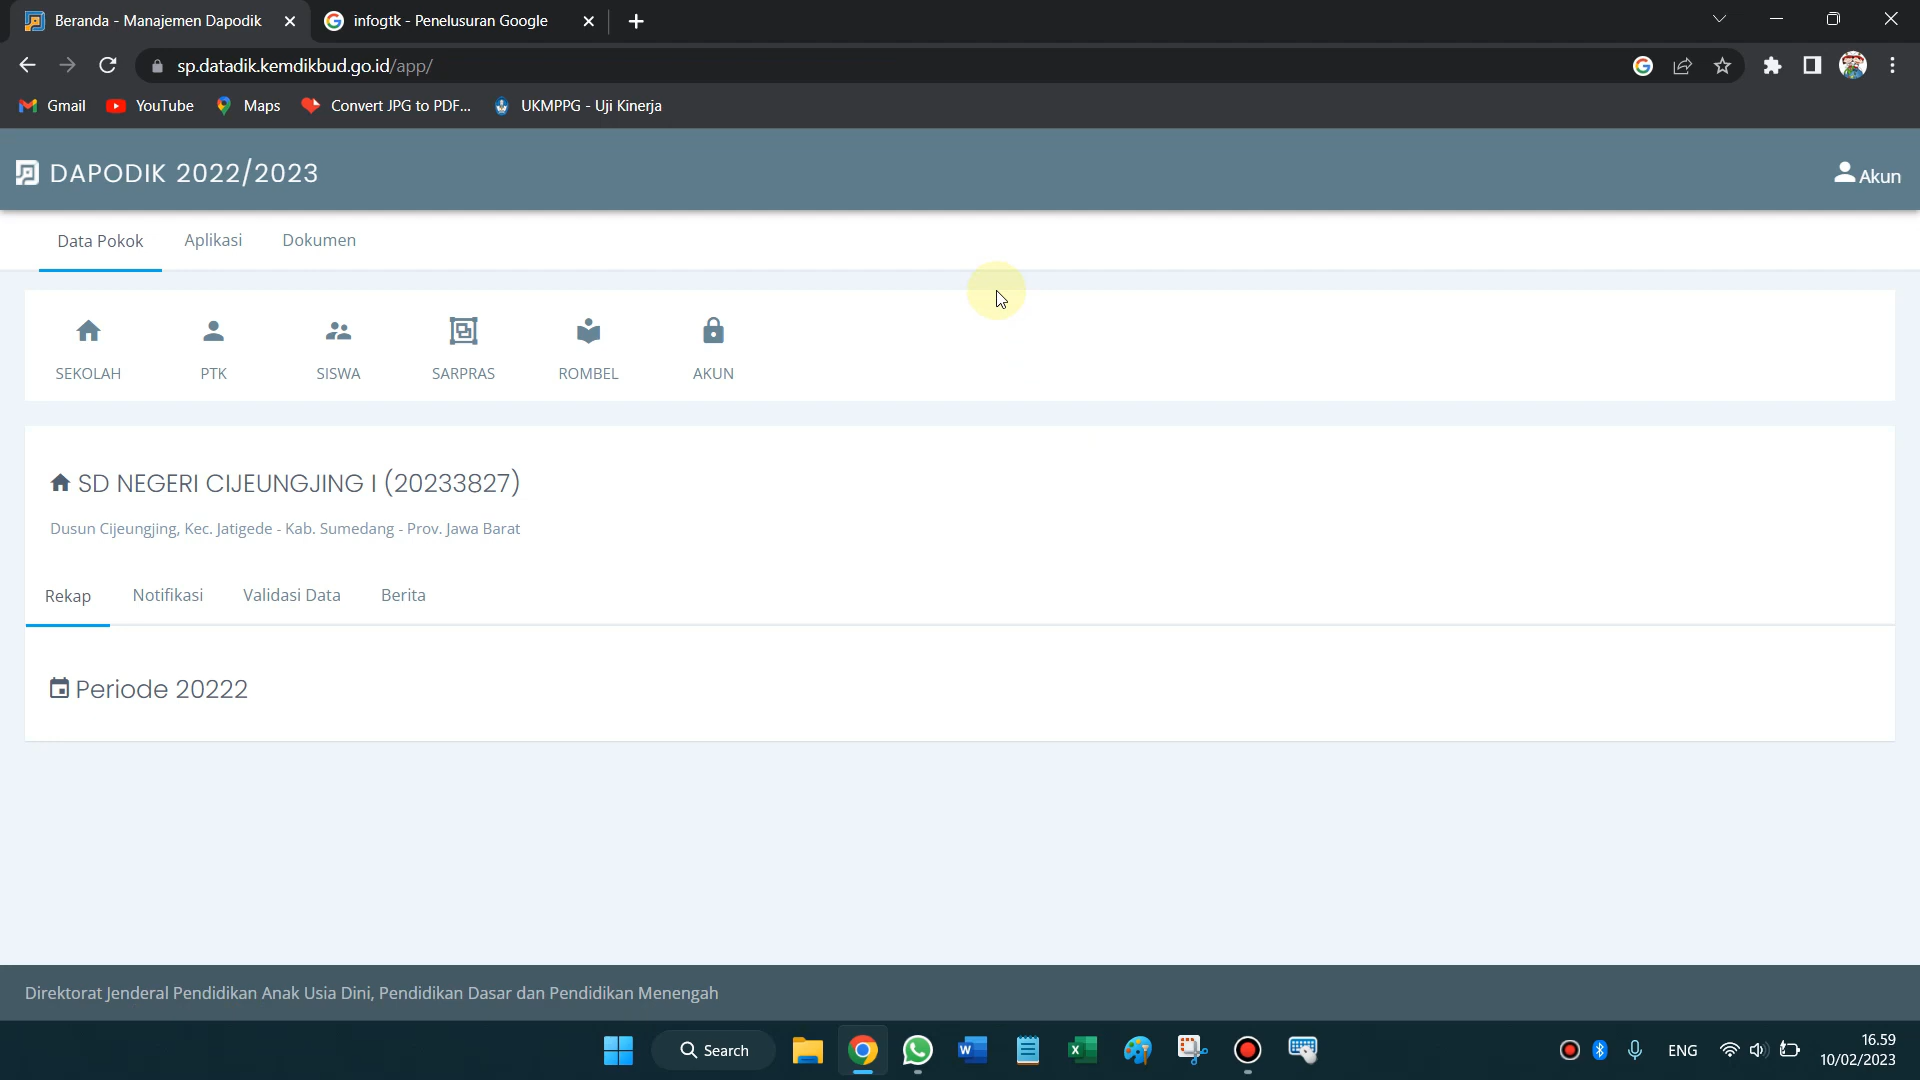 Beranda - Manajemen Dapodik
infogtk - Penelusuran Google
sp.datadik.kemdikbud.go.id/app/
Gmail
YouTube
Maps
Convert JPG to PDF...
UKMPPG - Uji Kinerja
DAPODIK 2022/2023
Akun
Data Pokok
Aplikasi
Dokumen
SEKOLAH
PTK
SISWA
SARPRAS
ROMBEL
AKUN
SD NEGERI CIJEUNGJING I (20233827)
Dusun Cijeungjing, Kec. Jatigede - Kab. Sumedang - Prov. Jawa Barat
Rekap
Notifikasi
Validasi Data
Berita
Periode 20222
Direktorat Jenderal Pendidikan Anak Usia Dini, Pendidikan Dasar dan Pendidikan Menengah
Search
ENG
16.59
10/02/2023